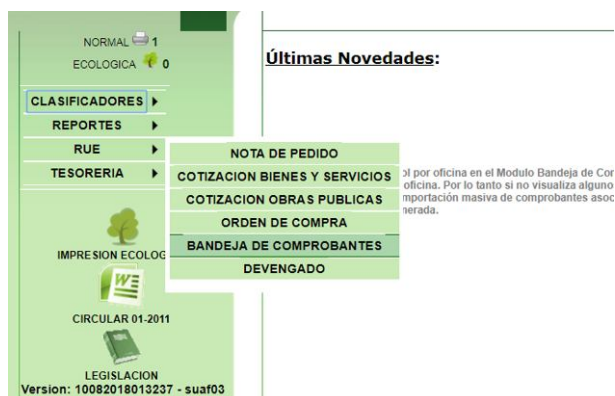 NORMAL 1
ECOLOGICA 0
CLASIFICADORES
REPORTES
RUE
TESORERIA
NOTA DE PEDIDO
COTIZACION BIENES Y SERVICIOS
COTIZACION OBRAS PUBLICAS
ORDEN DE COMPRA
BANDEJA DE COMPROBANTES
DEVENGADO
IMPRESION ECOLOG
CIRCULAR 01-2011
LEGISLACION
Version: 10082018013237 - suaf03
Últimas Novedades:
ol por oficina en el Modulo Bandeja de Com
oficina. Por lo tanto si no visualiza alguno
mportación masiva de comprobantes asoc
nerada.